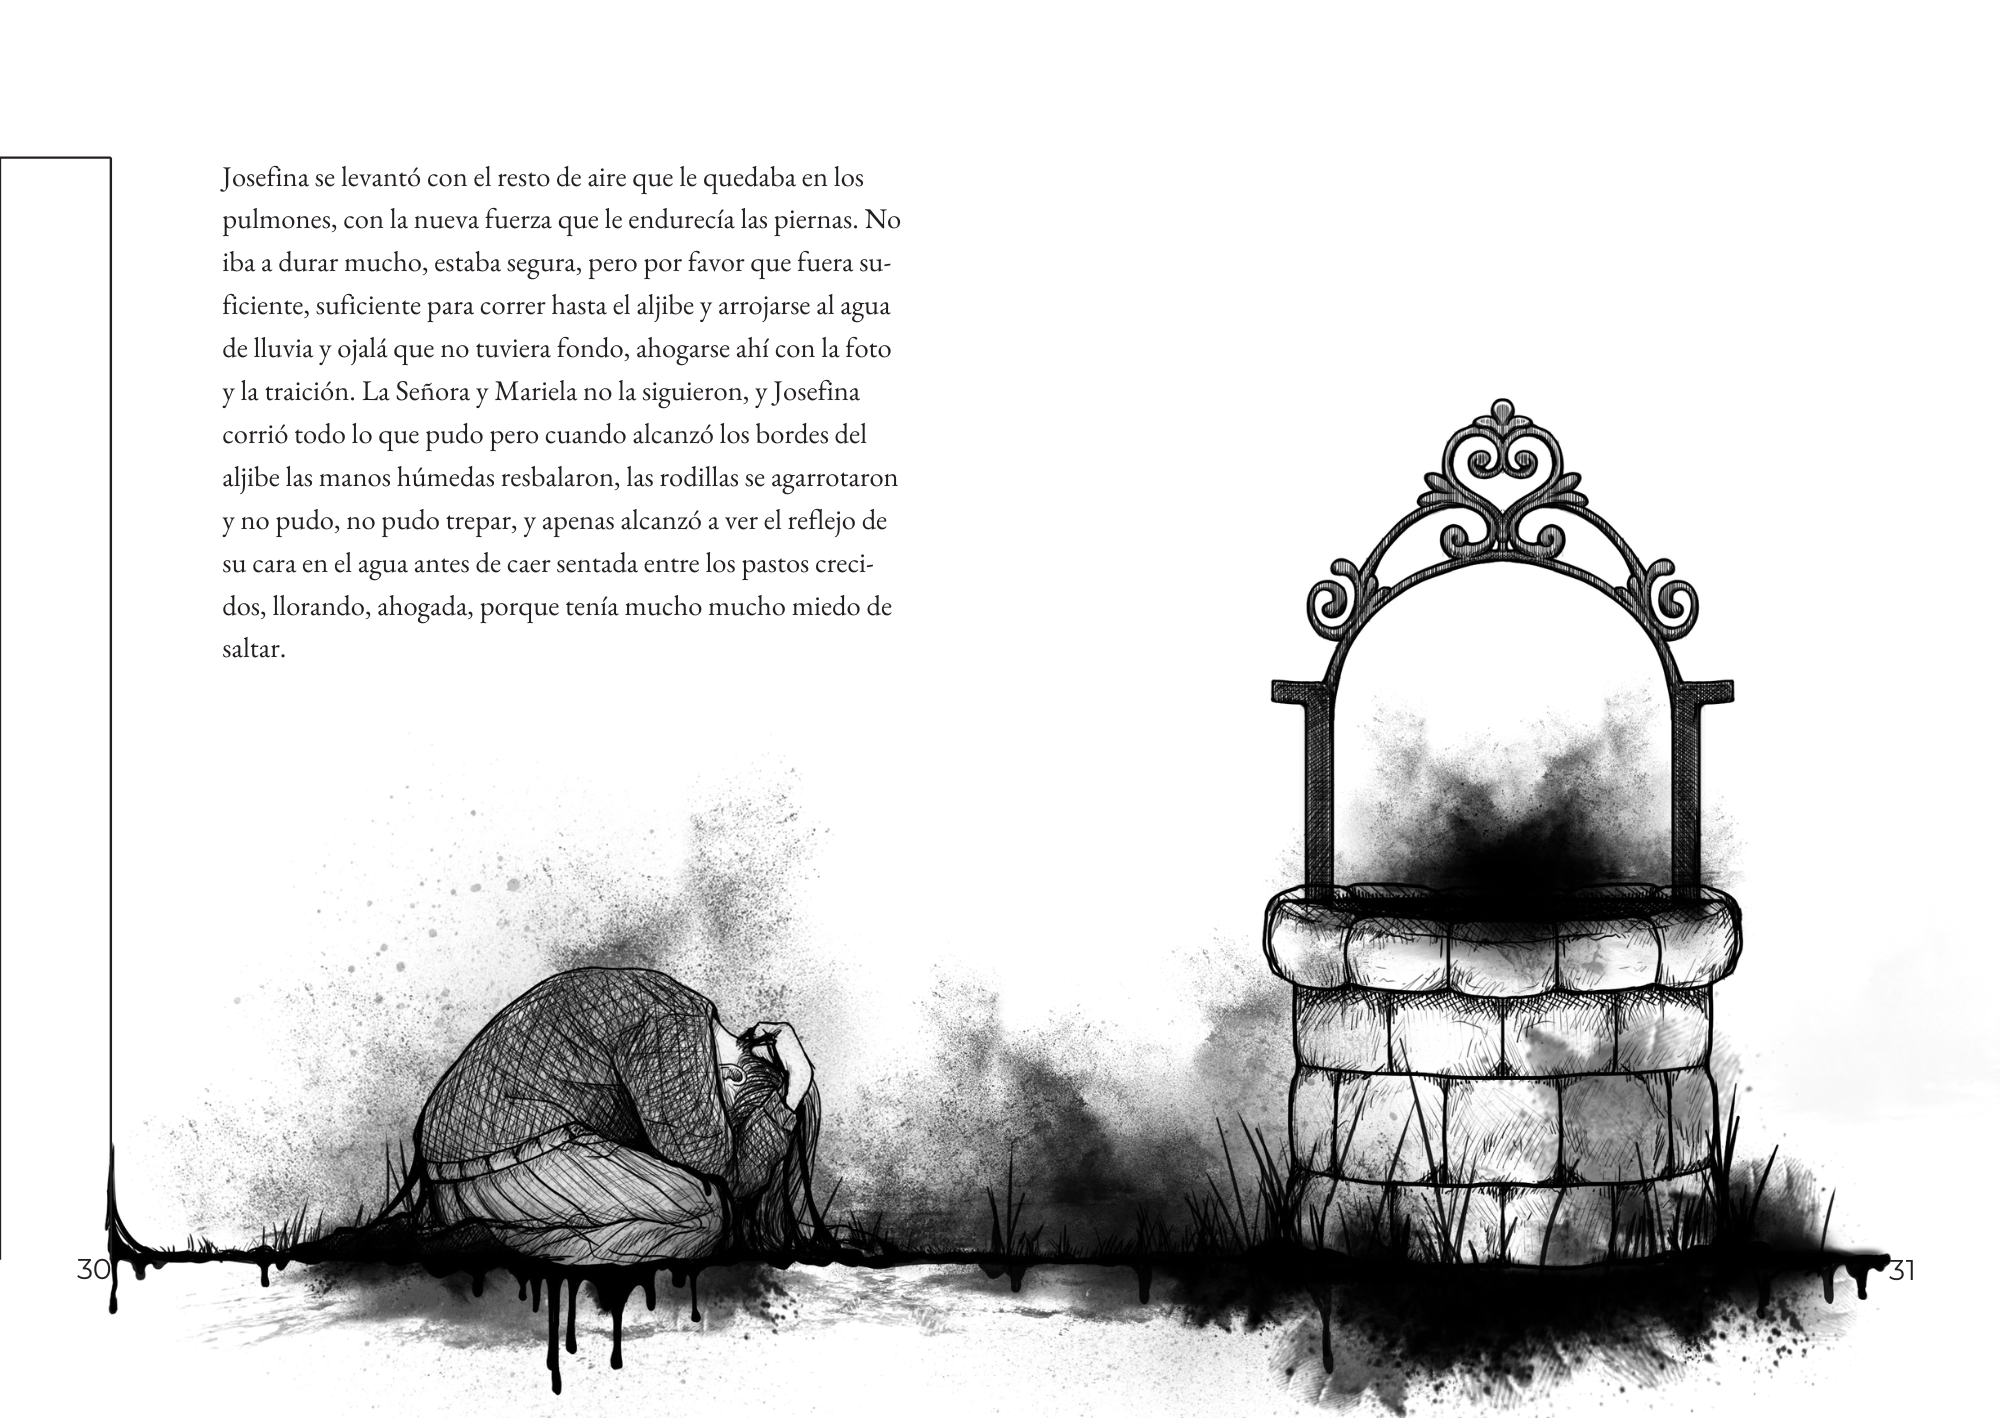 Josefina se levantó con el resto de aire que le quedaba en los
pulmones, con la nueva fuerza que le endurecía las piernas. No
iba a durar mucho, estaba segura, pero por favor que fuera su-
ficiente, suficiente para correr hasta el aljibe y arrojarse al agua
de lluvia y ojalá que no tuviera fondo, ahogarse ahí con la foto
y la traición. La Señora y Mariela no la siguieron, y Josefina
corrió todo lo que pudo pero cuando alcanzó los bordes del
aljibe las manos húmedas resbalaron, las rodillas se agarrotaron
y no pudo, no pudo trepar, y apenas alcanzó a ver el reflejo de
su cara en el agua antes de caer sentada entre los pastos creci-
dos, llorando, ahogada, porque tenía mucho mucho miedo de
saltar.
30
31